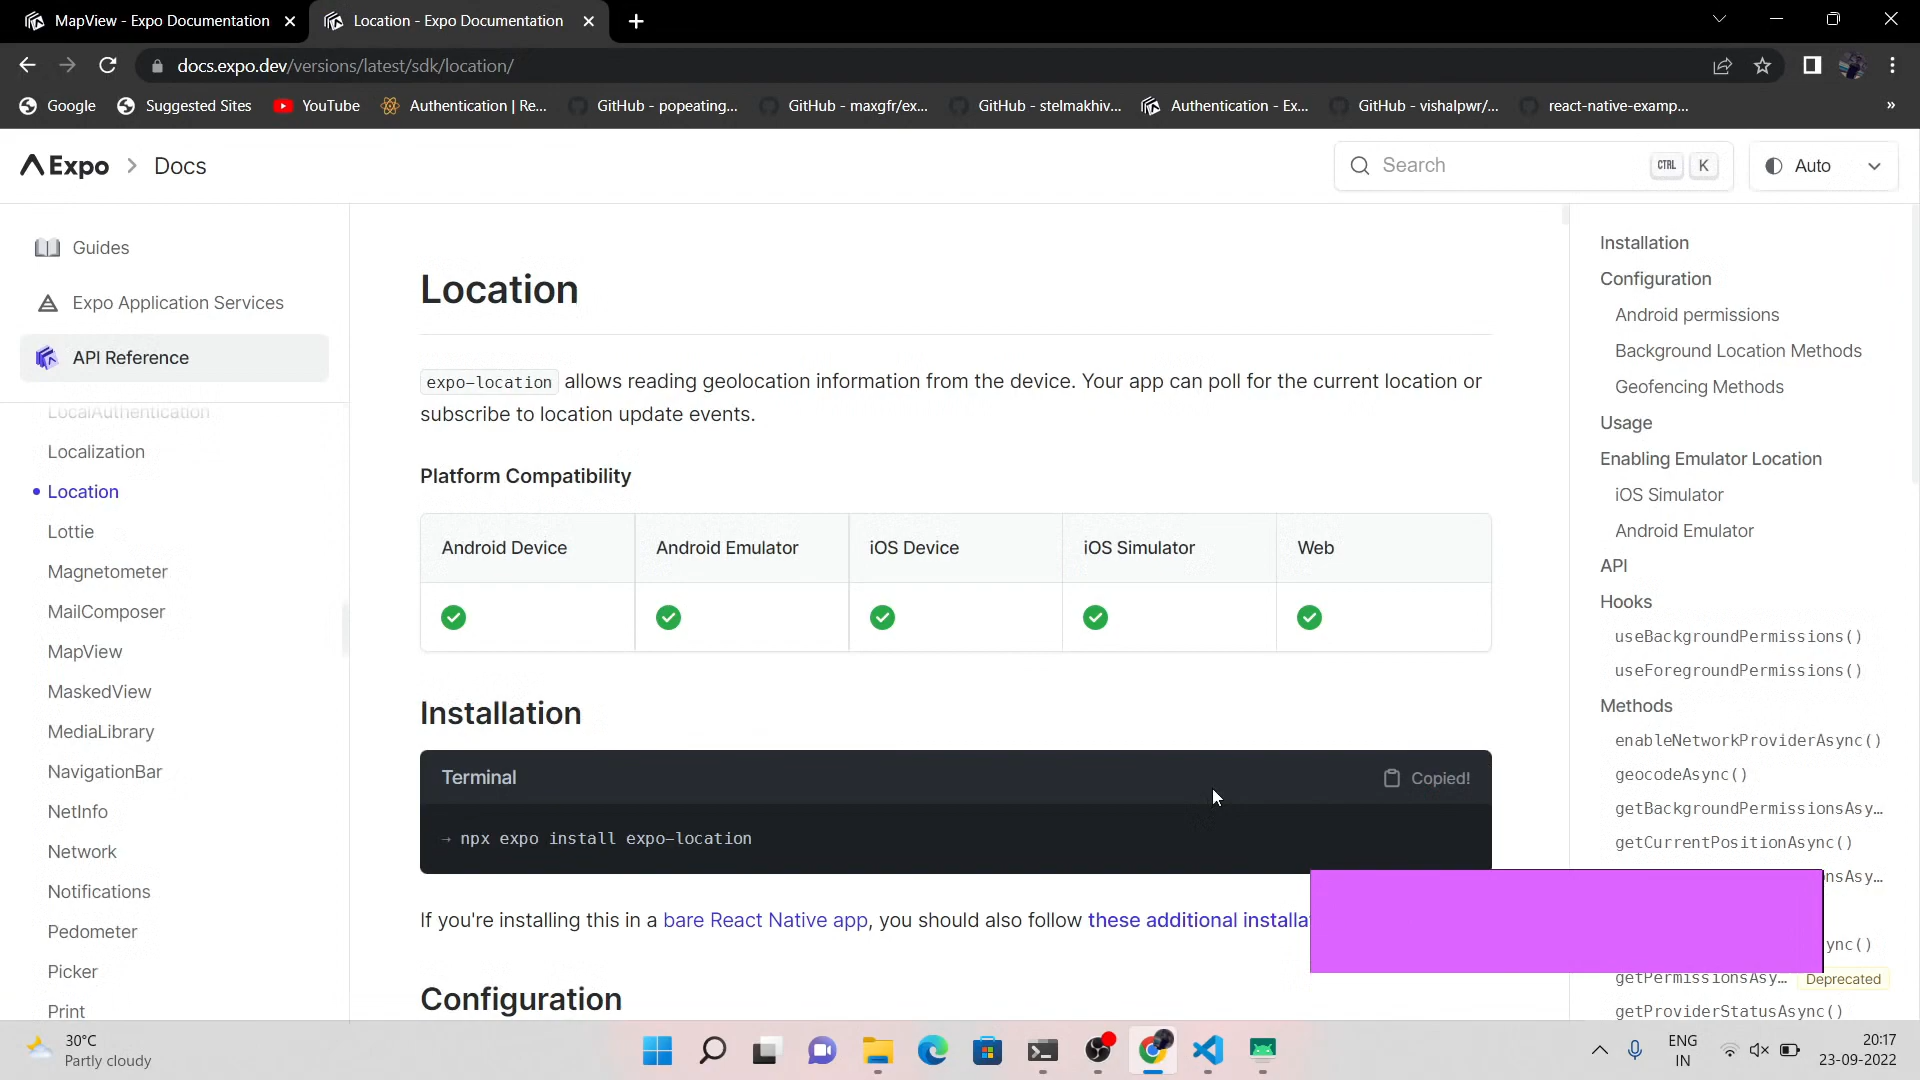 MapView - Expo Documentation
Location - Expo Documentation
docs.expo.dev/versions/latest/sdk/location/
Google
Suggested Sites
YouTube
Authentication | Re...
GitHub - popeating...
GitHub - maxgfr/ex...
GitHub - stelmakhiv...
Authentication - Ex...
GitHub - vishalpwr/...
react-native-examp...
»
Expo
Docs
Search
CTRL K
Auto
Guides
Expo Application Services
API Reference
LocalAuthentication
Localization
Location
Lottie
Magnetometer
MailComposer
MapView
MaskedView
MediaLibrary
NavigationBar
NetInfo
Network
Notifications
Pedometer
Picker
Print
Location
expo-location allows reading geolocation information from the device. Your app can poll for the current location or
subscribe to location update events.
Platform Compatibility
Android Device
Android Emulator
iOS Device
iOS Simulator
Web
Installation
Terminal
Copied!
→ npx expo install expo-location
If you're installing this in a bare React Native app, you should also follow these additional installa
Configuration
Installation
Configuration
Android permissions
Background Location Methods
Geofencing Methods
Usage
Enabling Emulator Location
iOS Simulator
Android Emulator
API
Hooks
useBackgroundPermissions()
useForegroundPermissions()
Methods
enableNetworkProviderAsync()
geocodeAsync()
getBackgroundPermissionsAsy...
getCurrentPositionAsync()
nsAsy...
ync()
getPermissionsAsy... Deprecated
getProviderStatusAsync()
30°C
Partly cloudy
ENG
IN
20:17
23-09-2022